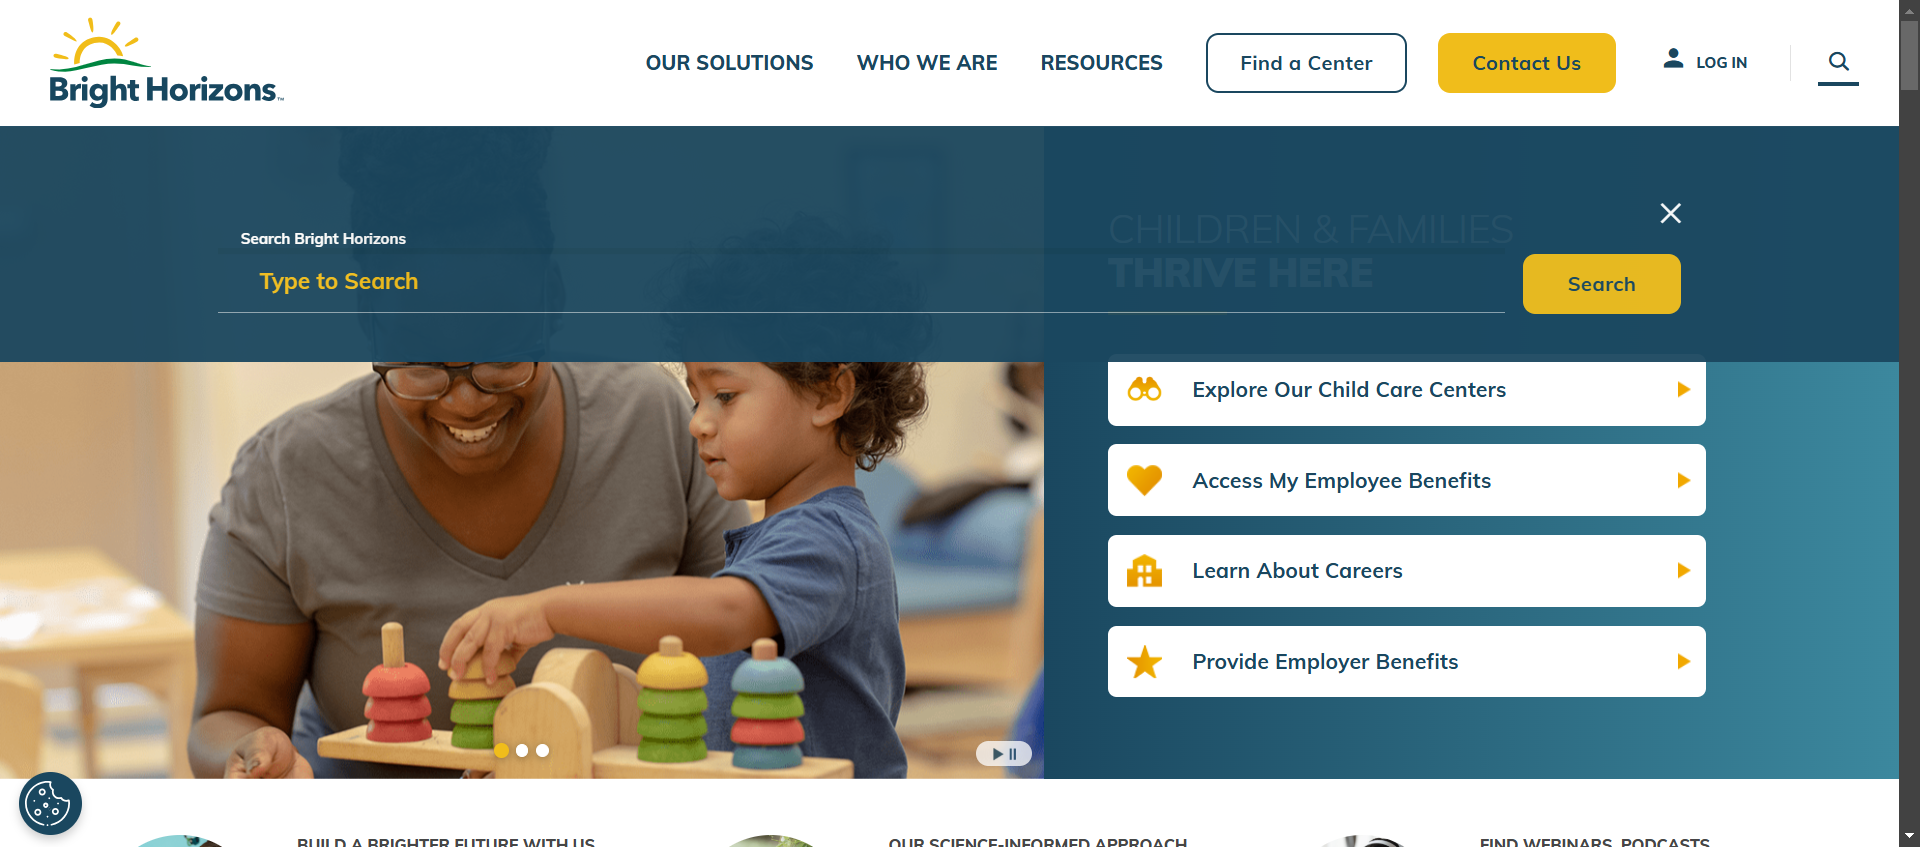 Bright Horizons™
OUR SOLUTIONS
WHO WE ARE
RESOURCES
Find a Center
Contact Us
LOG IN
Search Bright Horizons
Type to Search
Search
CHILDREN & FAMILIES
THRIVE HERE
Explore Our Child Care Centers
Access My Employee Benefits
Learn About Careers
Provide Employer Benefits
BUILD A BRIGHTER FUTURE WITH US
OUR SCIENCE-INFORMED APPROACH
FIND WEBINARS, PODCASTS